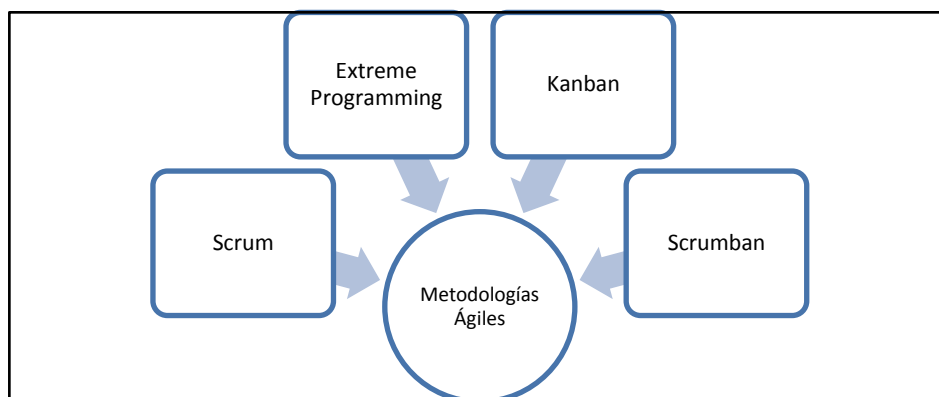 Extreme
Programming
Kanban
Scrum
Scrumban
Metodologías
Ágiles